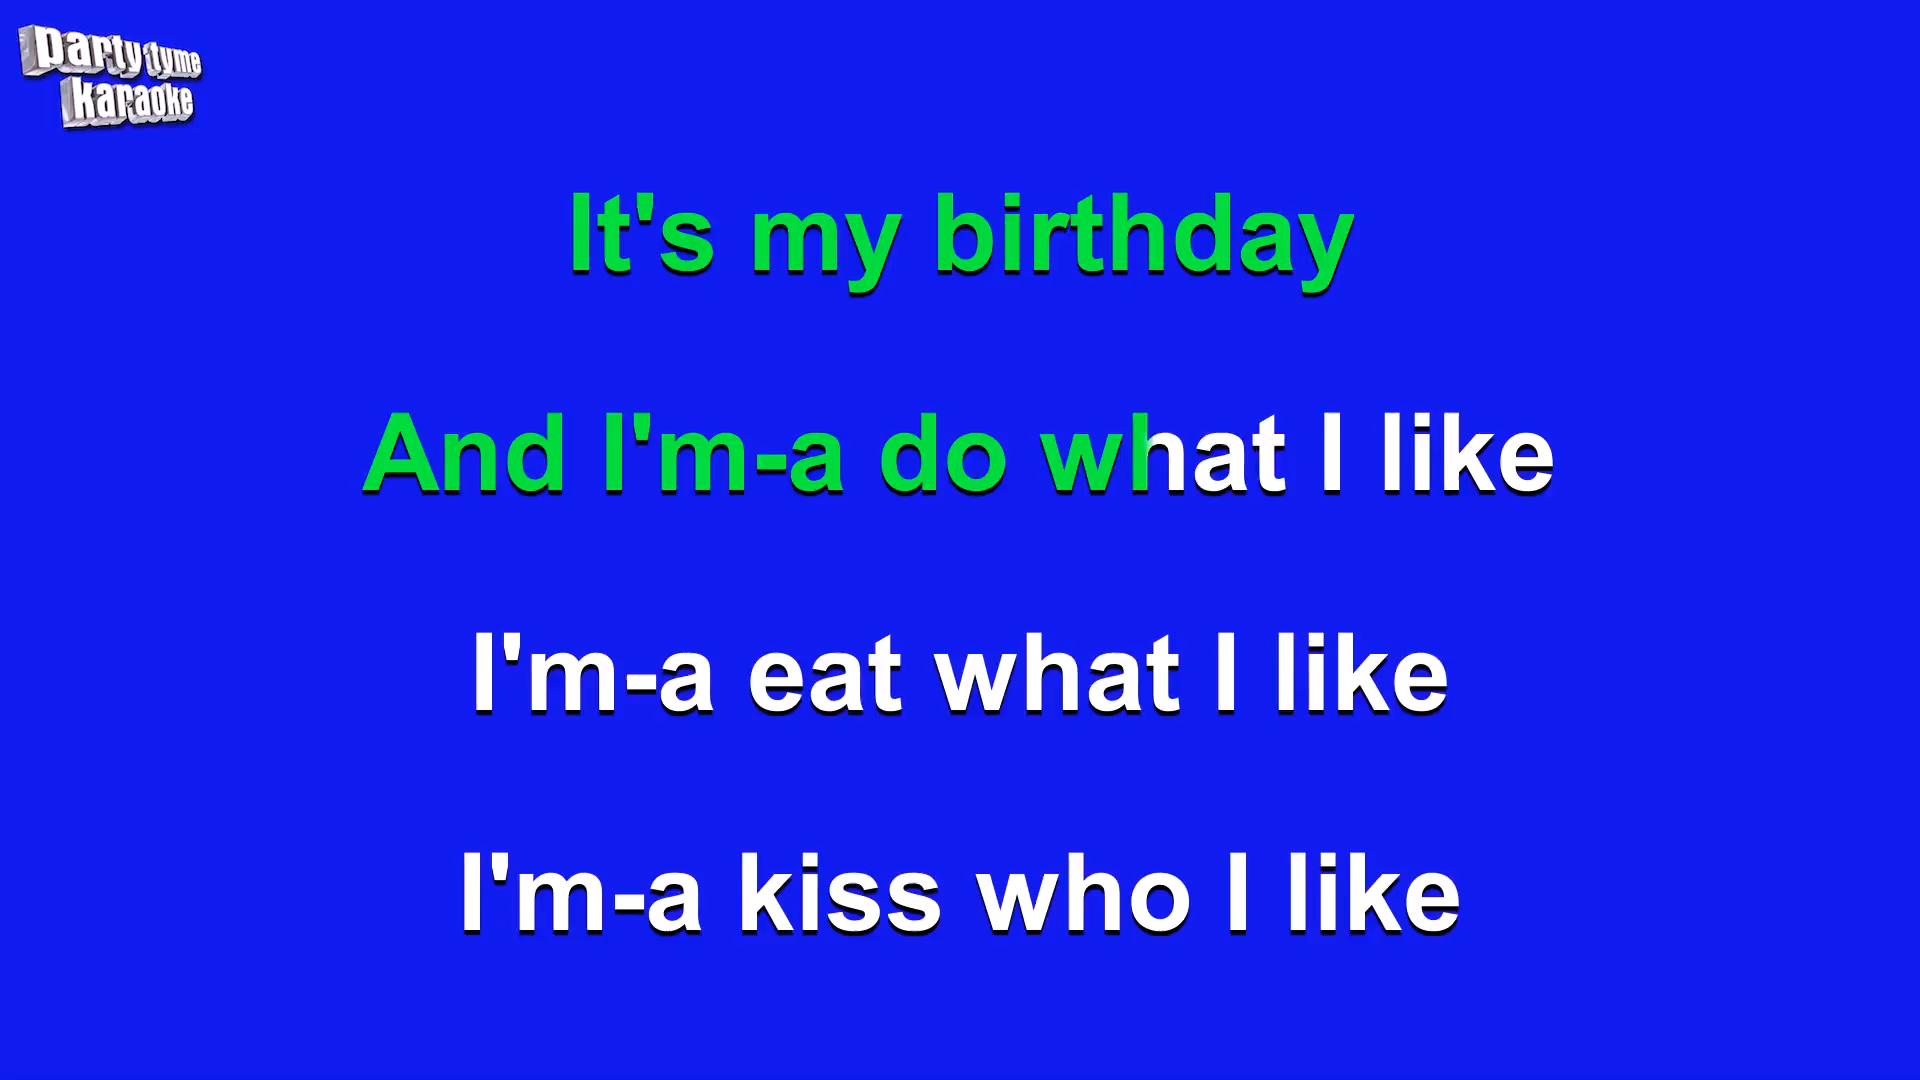 party tyme
karaoke
It's my birthday
And I'm-a do what I like
I'm-a eat what I like
I'm-a kiss who I like